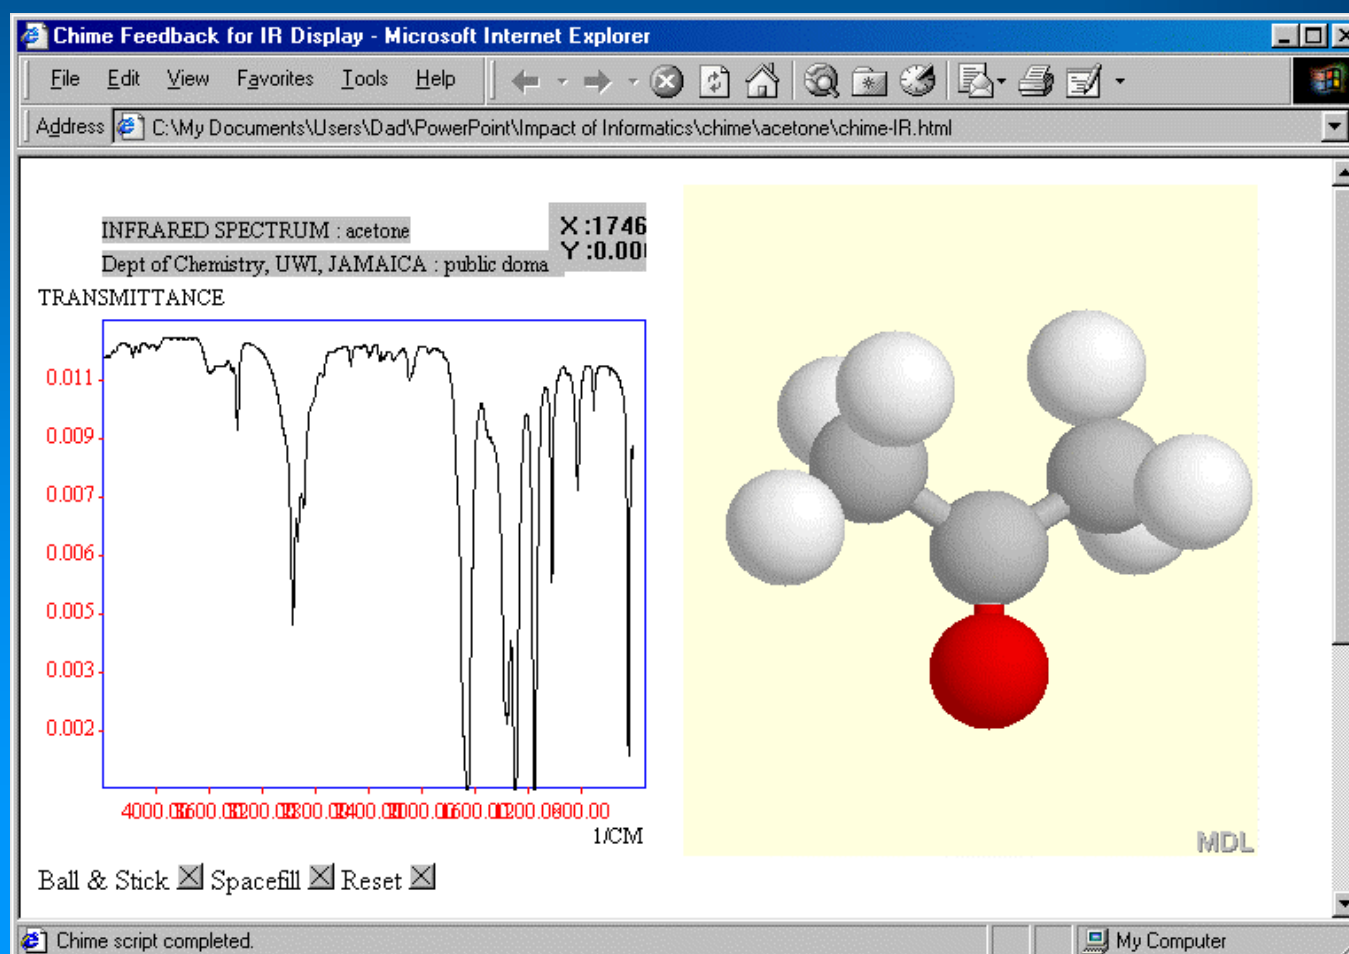 Chime Feedback for IR Display - Microsoft Internet Explorer
File Edit View Favorites Tools Help
Address C:\My Documents\Users\Dad\PowerPoint\Impact of Informatics\chime\acetone\chime-IR.html
INFRARED SPECTRUM : acetone
X :1746
Dept of Chemistry, UWI, JAMAICA : public doma
Y :0.00
TRANSMITTANCE
0.011
0.009
0.007
0.006
0.005
0.003
0.002
1/CM
MDL
Ball & Stick Spacefill Reset
Chime script completed.
My Computer